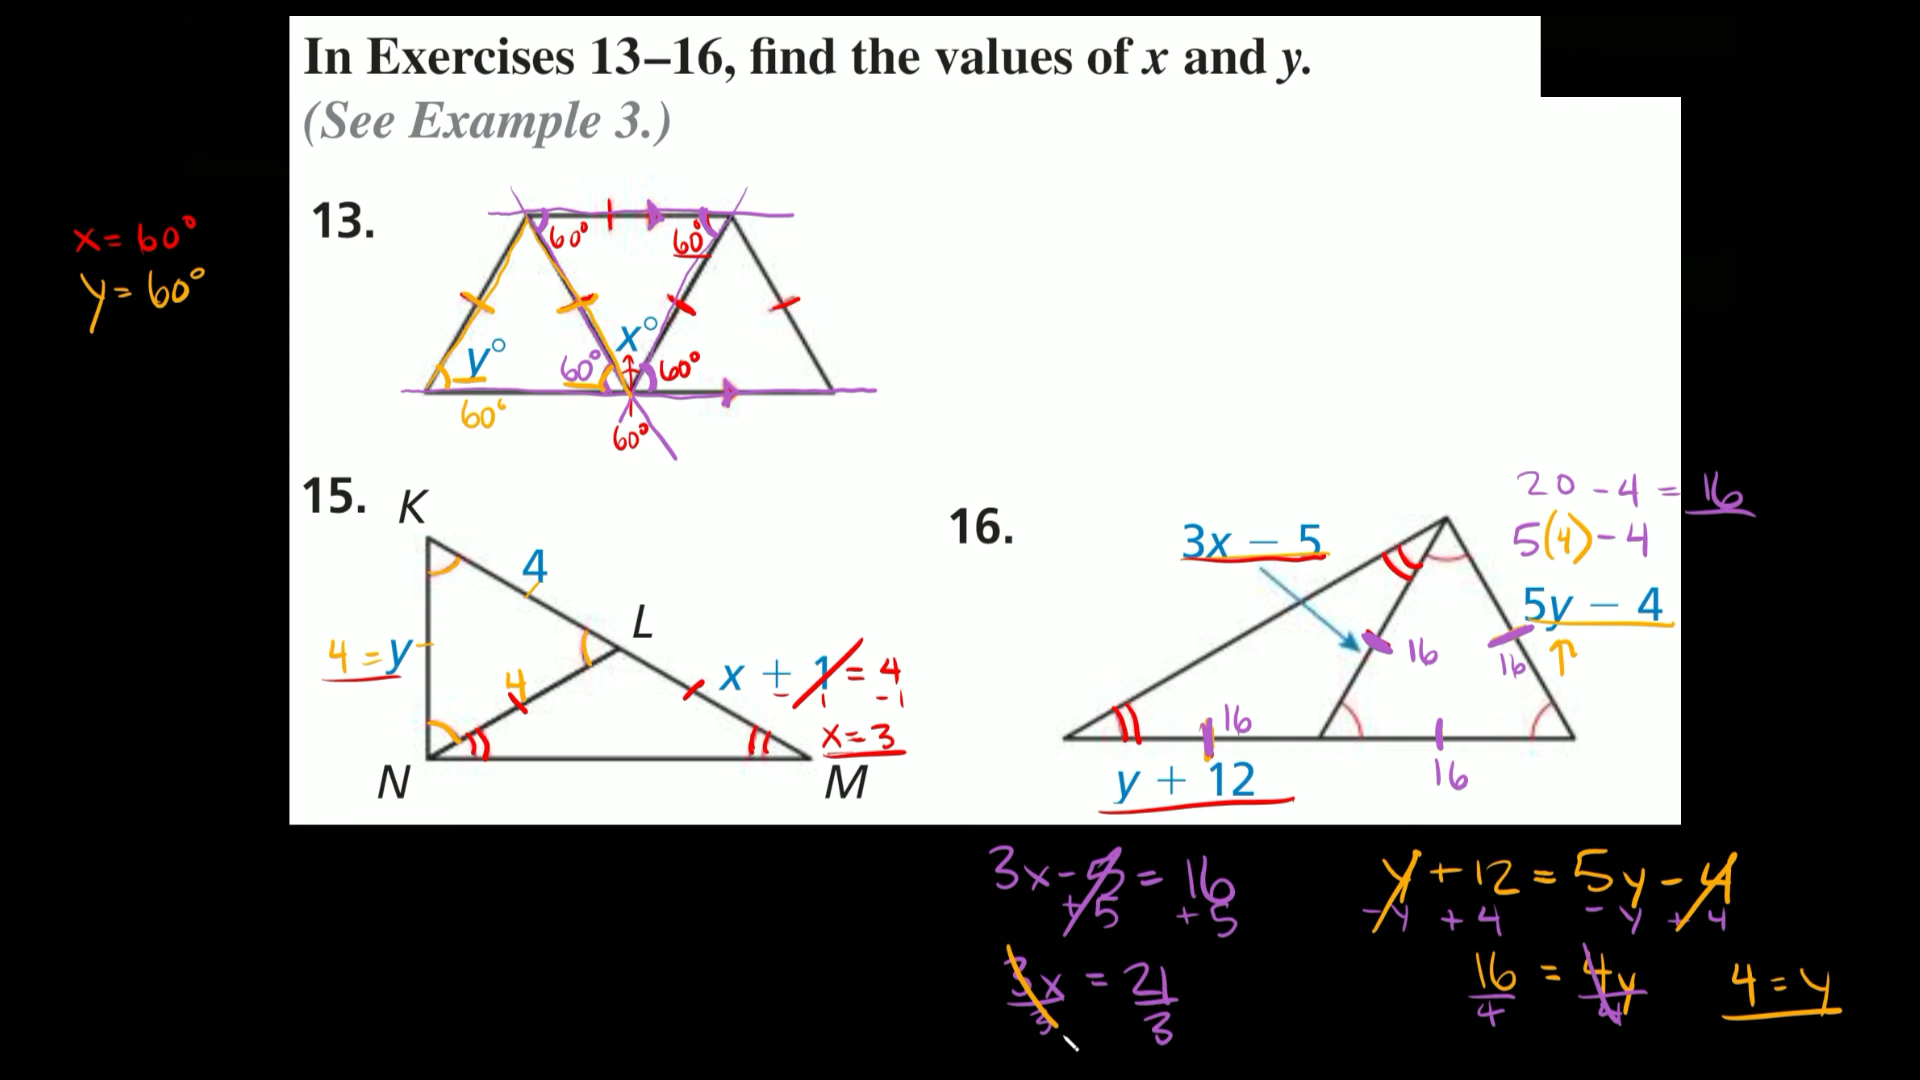 In Exercises 13–16, find the values of x and y.
(See Example 3.)
x = 60°
y = 60°
13.
60°
60°
y°
60°
x°
60°
60°
60°
15.
K
4
L
4 = y
4
x + 1 = 4
- 1 - 1
x = 3
N
M
16.
20 - 4 = 16
5(4) - 4
3x – 5
5y – 4
16
16
16
y + 12
16
3x - 5 = 16
+ 5 + 5
3x = 21
3 3
y + 12 = 5y - 4
- y + 4 - y + 4
16 = 4y
4 4
4 = y